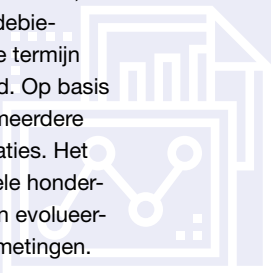 debie-
e termijn
d. Op basis
meerdere
aties. Het
ele honder-
n evolueer-
metingen.